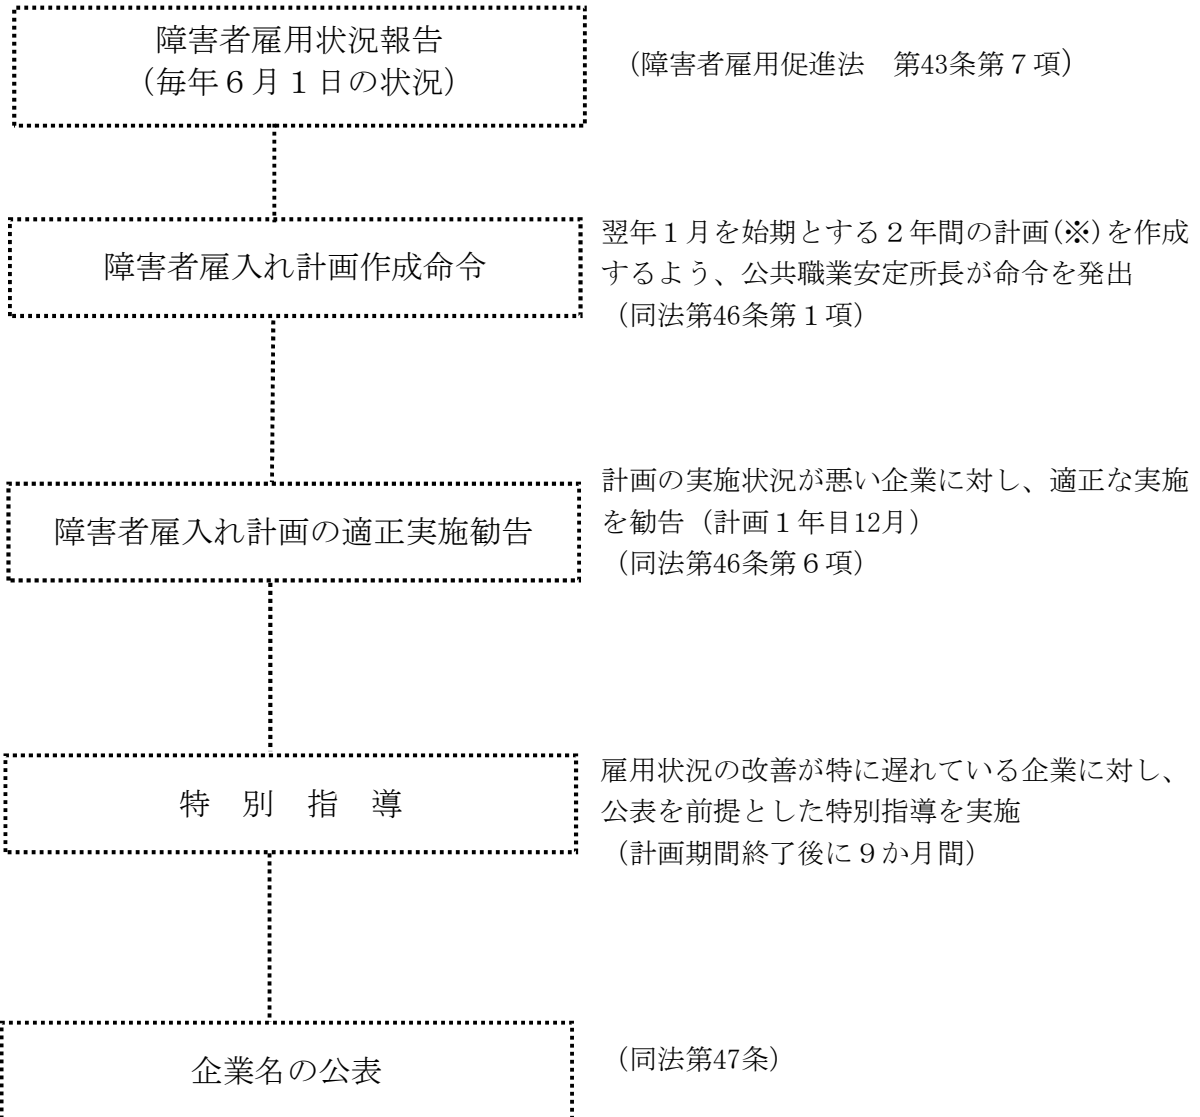 障害者雇用状況報告
（毎年６月１日の状況）
（障害者雇用促進法　第43条第７項）
障害者雇入れ計画作成命令
翌年１月を始期とする２年間の計画(※)を作成
するよう、公共職業安定所長が命令を発出
（同法第46条第１項）
障害者雇入れ計画の適正実施勧告
計画の実施状況が悪い企業に対し、適正な実施
を勧告（計画１年目12月）
（同法第46条第６項）
特　別　指　導
雇用状況の改善が特に遅れている企業に対し、
公表を前提とした特別指導を実施
（計画期間終了後に９か月間）
企業名の公表
（同法第47条）